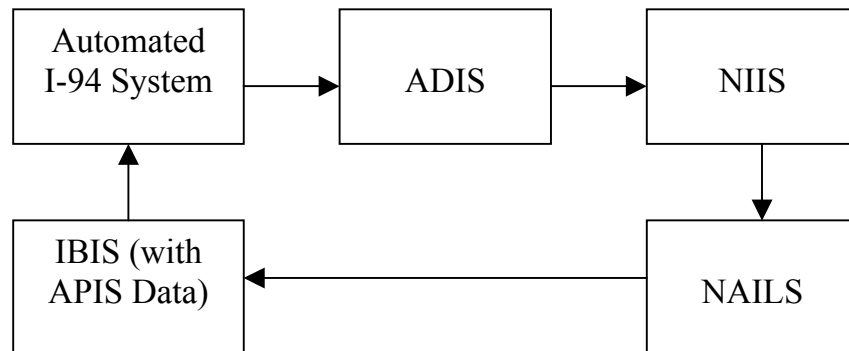 Automated
I-94 System
ADIS
NIIS
IBIS (with
APIS Data)
NAILS